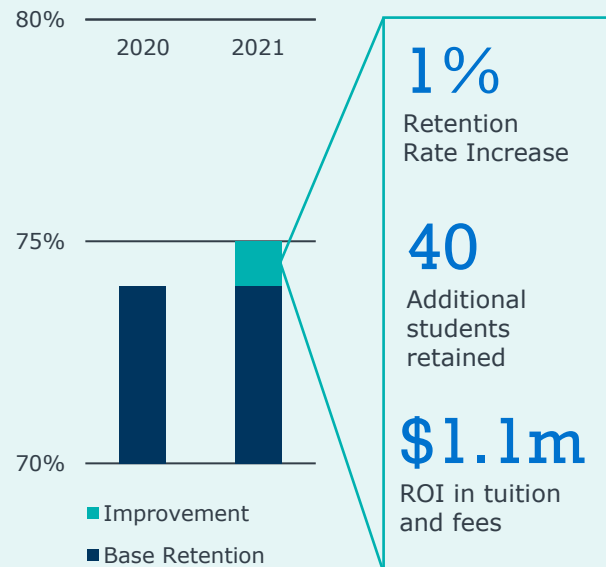 80%
2020
2021
75%
70%
Improvement
Base Retention
1%
Retention
Rate Increase
40
Additional
students
retained
$1.1m
ROI in tuition
and fees